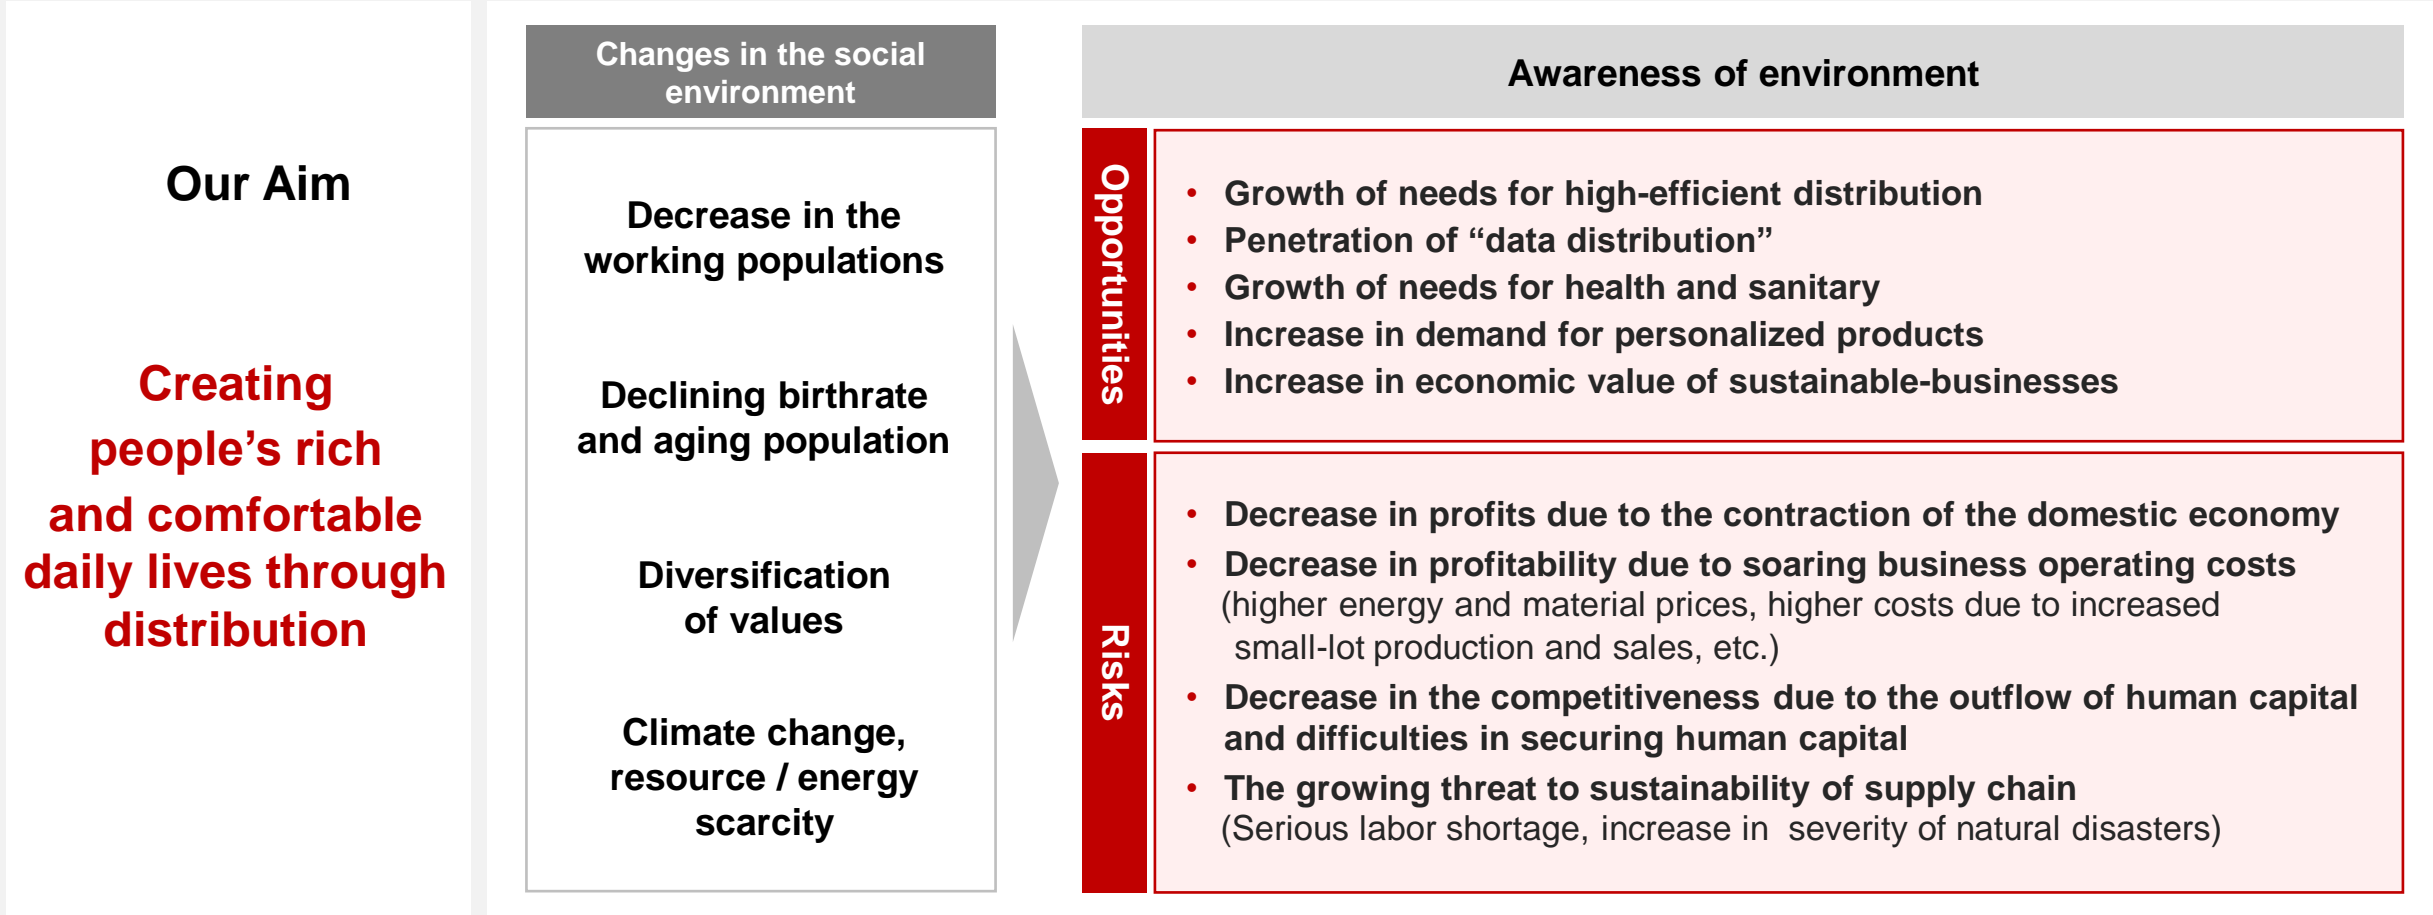 Our Aim
Creating
people’s rich
and comfortable
daily lives through
distribution
Changes in the social
environment
Decrease in the
working populations
Declining birthrate
and aging population
Diversification
of values
Climate change,
resource / energy
scarcity
Awareness of environment
Opportunities
• Growth of needs for high-efficient distribution
• Penetration of “data distribution”
• Growth of needs for health and sanitary
• Increase in demand for personalized products
• Increase in economic value of sustainable-businesses
Risks
• Decrease in profits due to the contraction of the domestic economy
• Decrease in profitability due to soaring business operating costs
(higher energy and material prices, higher costs due to increased
small-lot production and sales, etc.)
• Decrease in the competitiveness due to the outflow of human capital
and difficulties in securing human capital
• The growing threat to sustainability of supply chain
(Serious labor shortage, increase in severity of natural disasters)